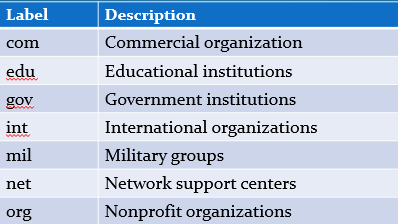 Label Description
com Commercial organization
edu Educational institutions
gov Government institutions
int International organizations
mil Military groups
net Network support centers
org Nonprofit organizations